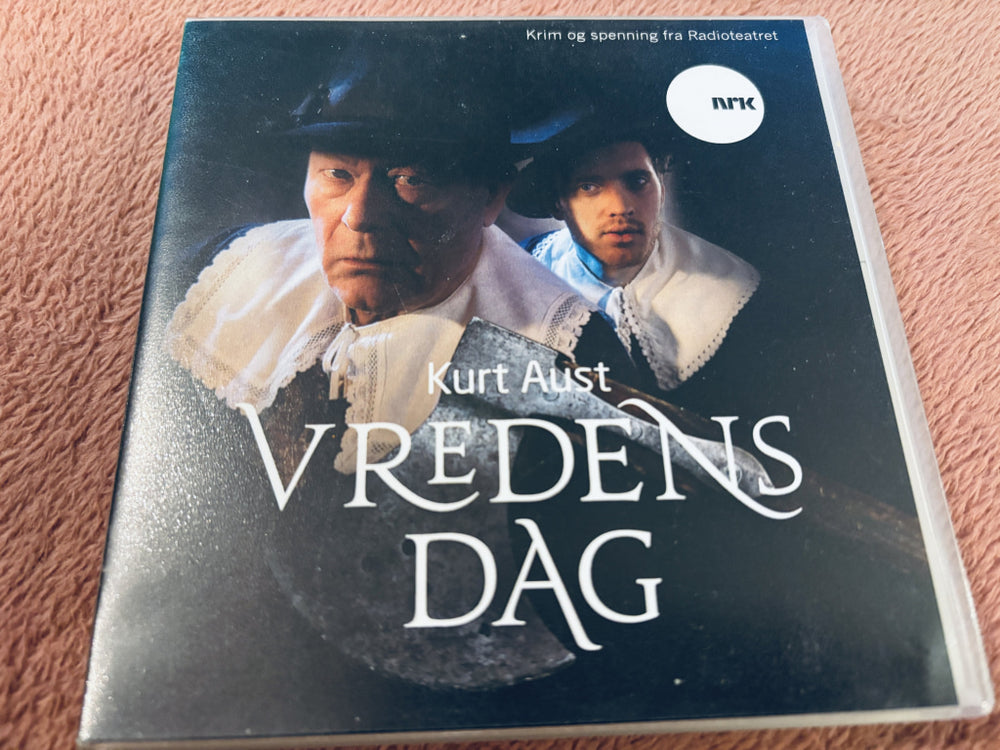 Krim og spenning fra Radioteatret
nrk
Kurt Aust
VREDENS
DAG